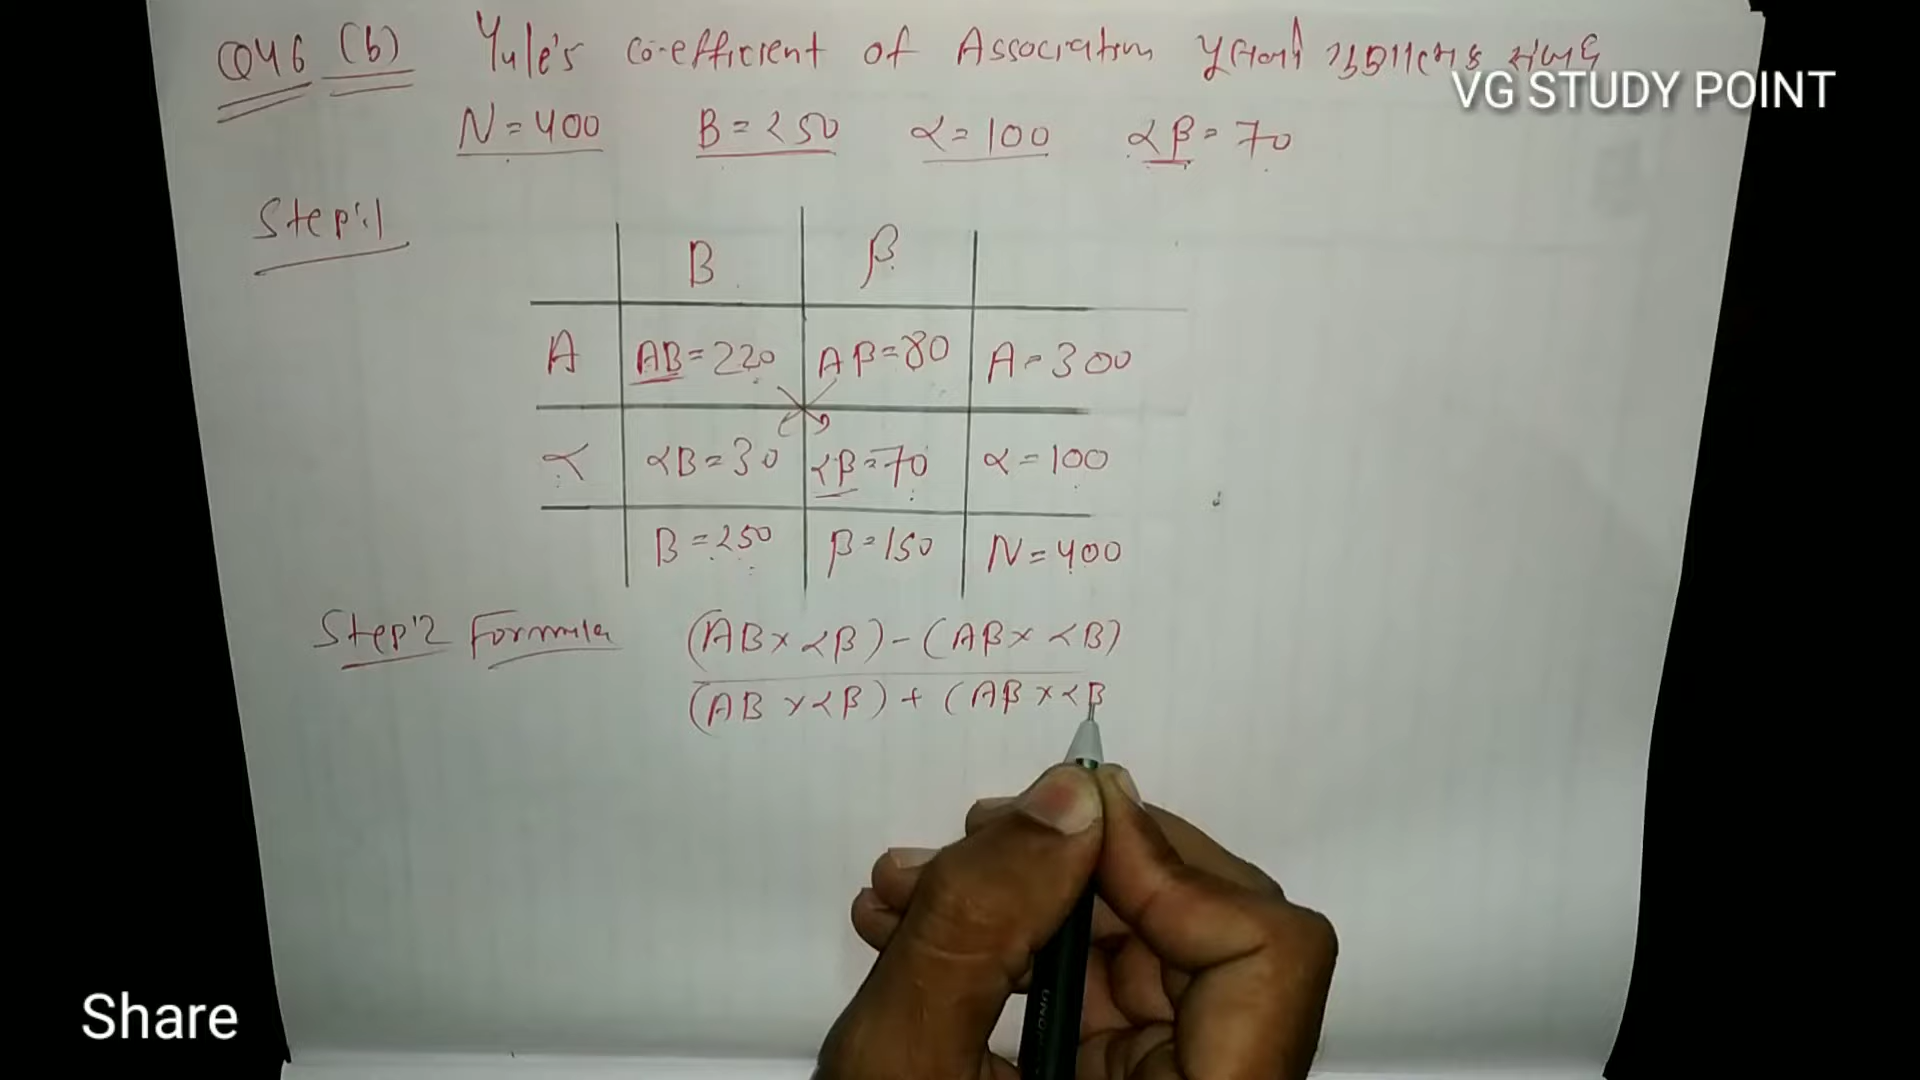 Q46 (b) Yule's co-efficient of Association
VG STUDY POINT
N = 400 B = 250 α = 100 αβ = 70
Step:1
B β
A AB = 220 Aβ = 80 A = 300
α αB = 30 αβ = 70 α = 100
B = 250 β = 150 N = 400
Step:2 Formula (AB × αβ) - (Aβ × αB)
(AB × αβ) + (Aβ × αB
Share